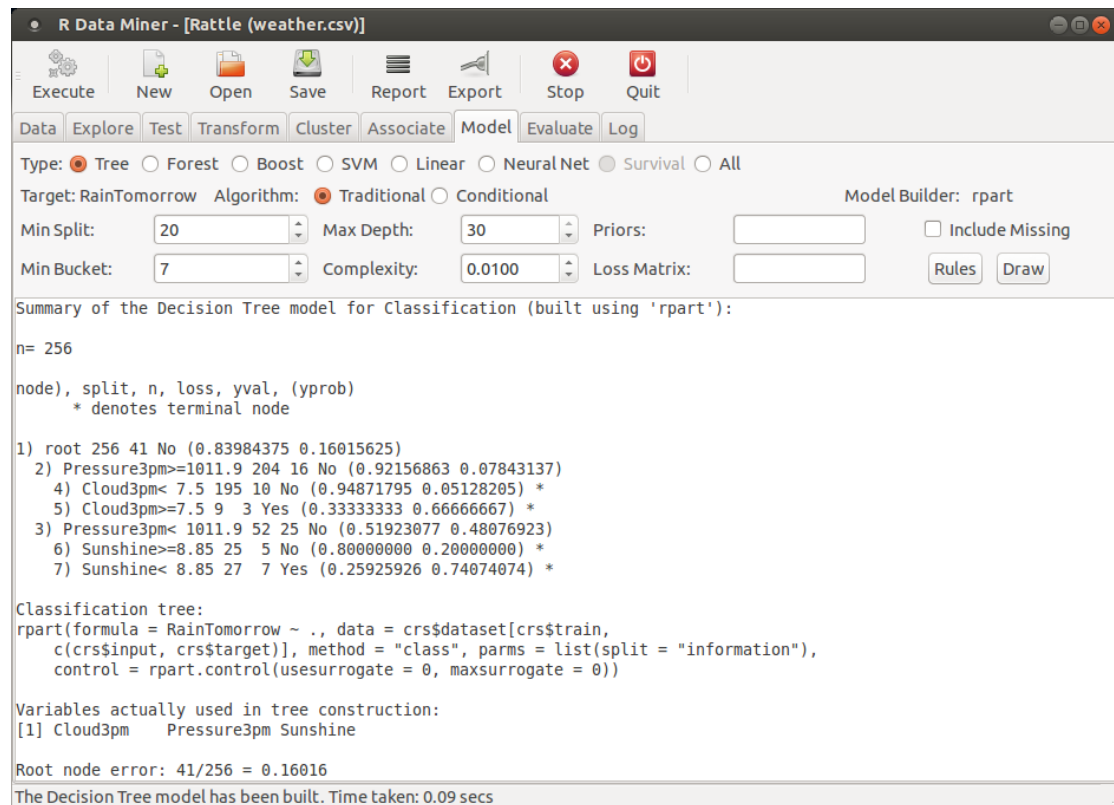 R Data Miner - [Rattle (weather.csv)]
Execute New Open Save Report Export Stop Quit
Data Explore Test Transform Cluster Associate Model Evaluate Log
Type: Tree Forest Boost SVM Linear Neural Net Survival All
Target: RainTomorrow Algorithm: Traditional Conditional Model Builder: rpart
Min Split: 20 Max Depth: 30 Priors: Include Missing
Min Bucket: 7 Complexity: 0.0100 Loss Matrix: Rules Draw
Summary of the Decision Tree model for Classification (built using 'rpart'):
n= 256
node), split, n, loss, yval, (yprob)
      * denotes terminal node
1) root 256 41 No (0.83984375 0.16015625)
  2) Pressure3pm>=1011.9 204 16 No (0.92156863 0.07843137)
    4) Cloud3pm< 7.5 195 10 No (0.94871795 0.05128205) *
    5) Cloud3pm>=7.5 9  3 Yes (0.33333333 0.66666667) *
  3) Pressure3pm< 1011.9 52 25 No (0.51923077 0.48076923)
    6) Sunshine>=8.85 25  5 No (0.80000000 0.20000000) *
    7) Sunshine< 8.85 27  7 Yes (0.25925926 0.74074074) *
Classification tree:
rpart(formula = RainTomorrow ~ ., data = crs$dataset[crs$train,
    c(crs$input, crs$target)], method = "class", parms = list(split = "information"),
    control = rpart.control(usesurrogate = 0, maxsurrogate = 0))
Variables actually used in tree construction:
[1] Cloud3pm    Pressure3pm Sunshine
Root node error: 41/256 = 0.16016
The Decision Tree model has been built. Time taken: 0.09 secs